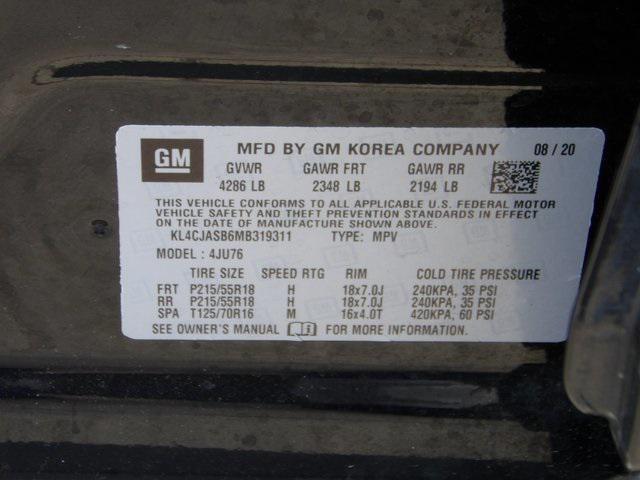 GM MFD BY GM KOREA COMPANY 08 / 20
GVWR GAWR FRT GAWR RR
4286 LB 2348 LB 2194 LB
THIS VEHICLE CONFORMS TO ALL APPLICABLE U.S. FEDERAL MOTOR
VEHICLE SAFETY AND THEFT PREVENTION STANDARDS IN EFFECT
ON THE DATE OF MANUFACTURE SHOWN ABOVE.
KL4CJASB6MB319311 TYPE: MPV
MODEL : 4JU76
TIRE SIZE SPEED RTG RIM COLD TIRE PRESSURE
FRT P215/55R18 H 18x7.0J 240KPA, 35 PSI
RR P215/55R18 H 18x7.0J 240KPA, 35 PSI
SPA T125/70R16 M 16x4.0T 420KPA, 60 PSI
SEE OWNER'S MANUAL FOR MORE INFORMATION.